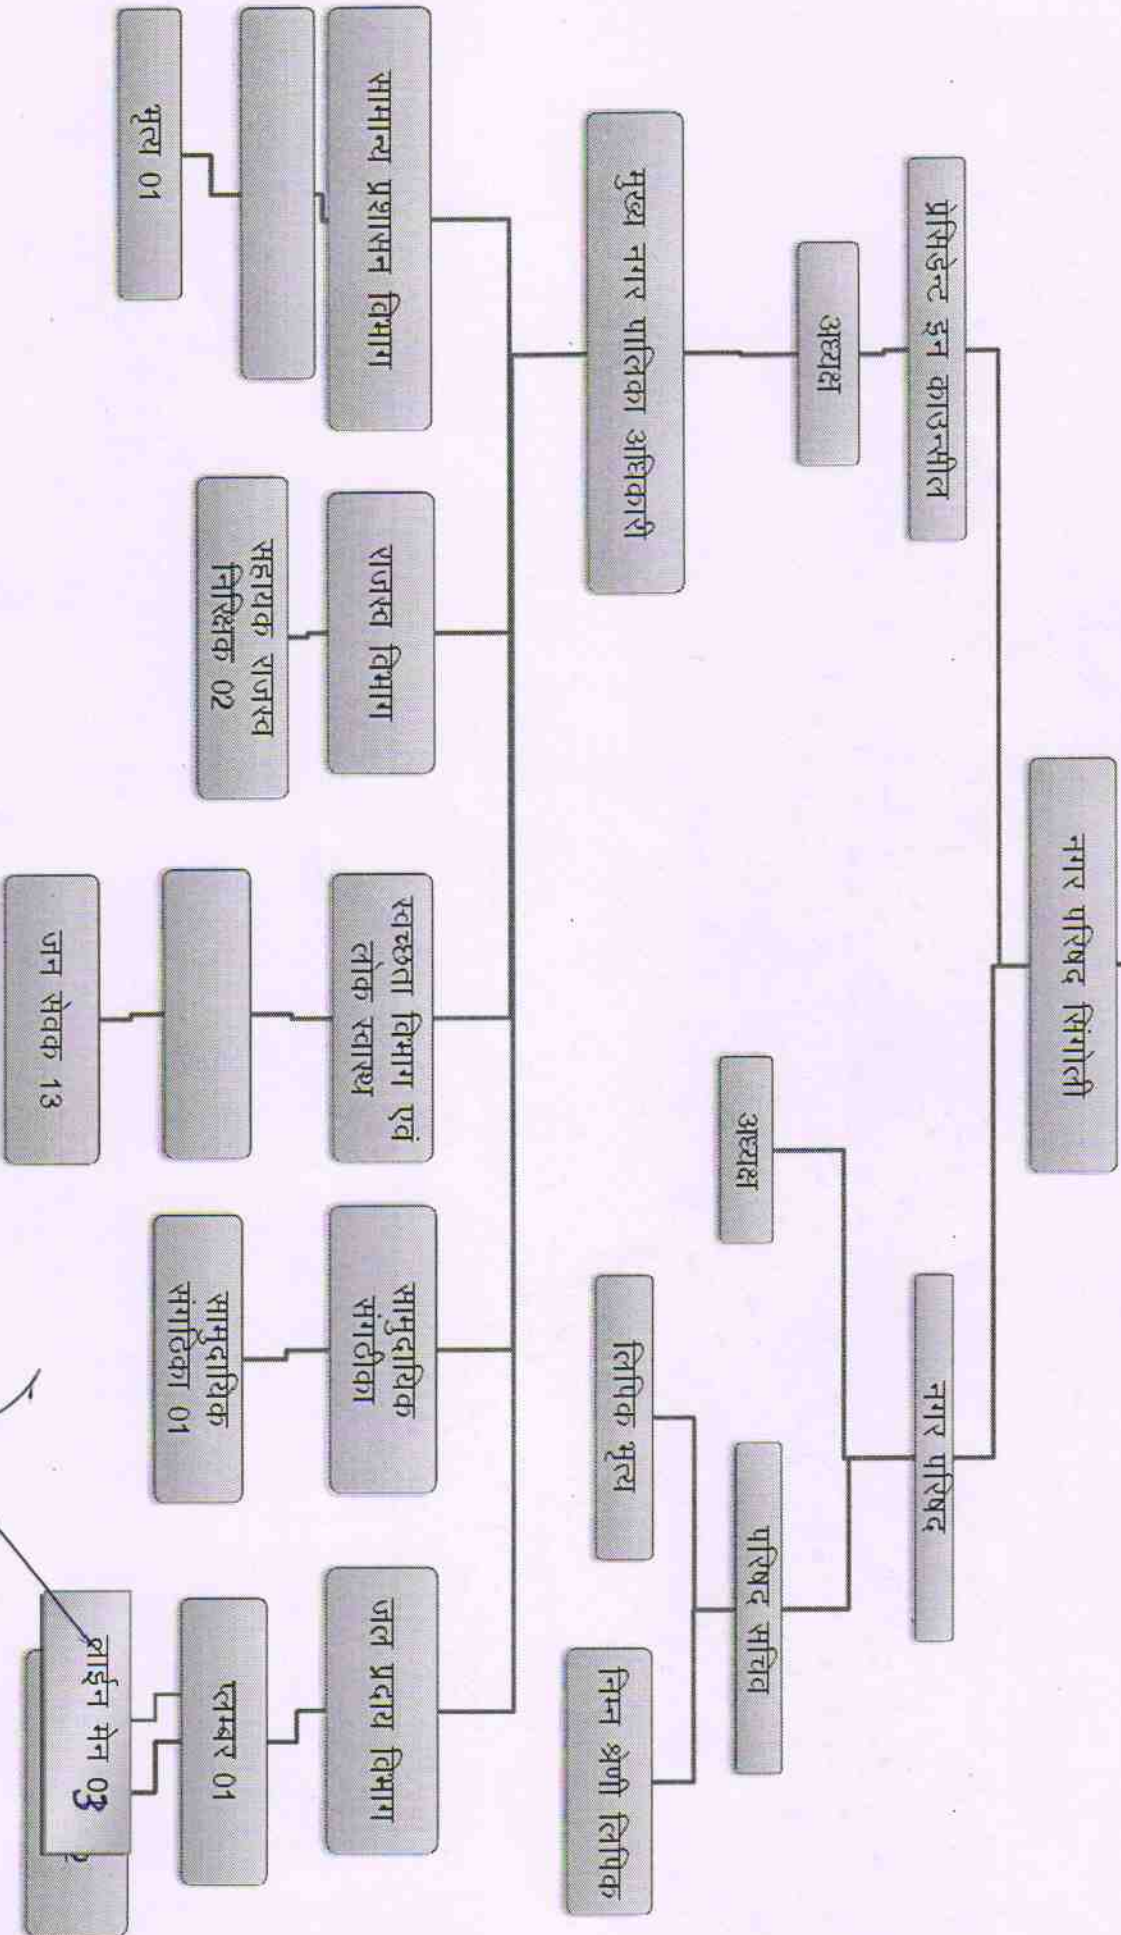 नगर परिषद सिंगोली
प्रेसिडेन्ट इन काउन्सील
नगर परिषद
अध्यक्ष
अध्यक्ष
परिषद सचिव
मुख्य नगर पालिका अधिकारी
लिपिक भृत्य
निम्न श्रेणी लिपिक
सामान्य प्रशासन विभाग
राजस्व विभाग
स्वच्छता विभाग एवं
लोक स्वास्थ
सामुदायिक
संगठीका
जल प्रदाय विभाग
भृत्य 01
सहायक राजस्व
निरिक्षक 02
जन सेवक 13
सामुदायिक
संगठिका 01
प्लम्बर 01
लाईन मेन 03